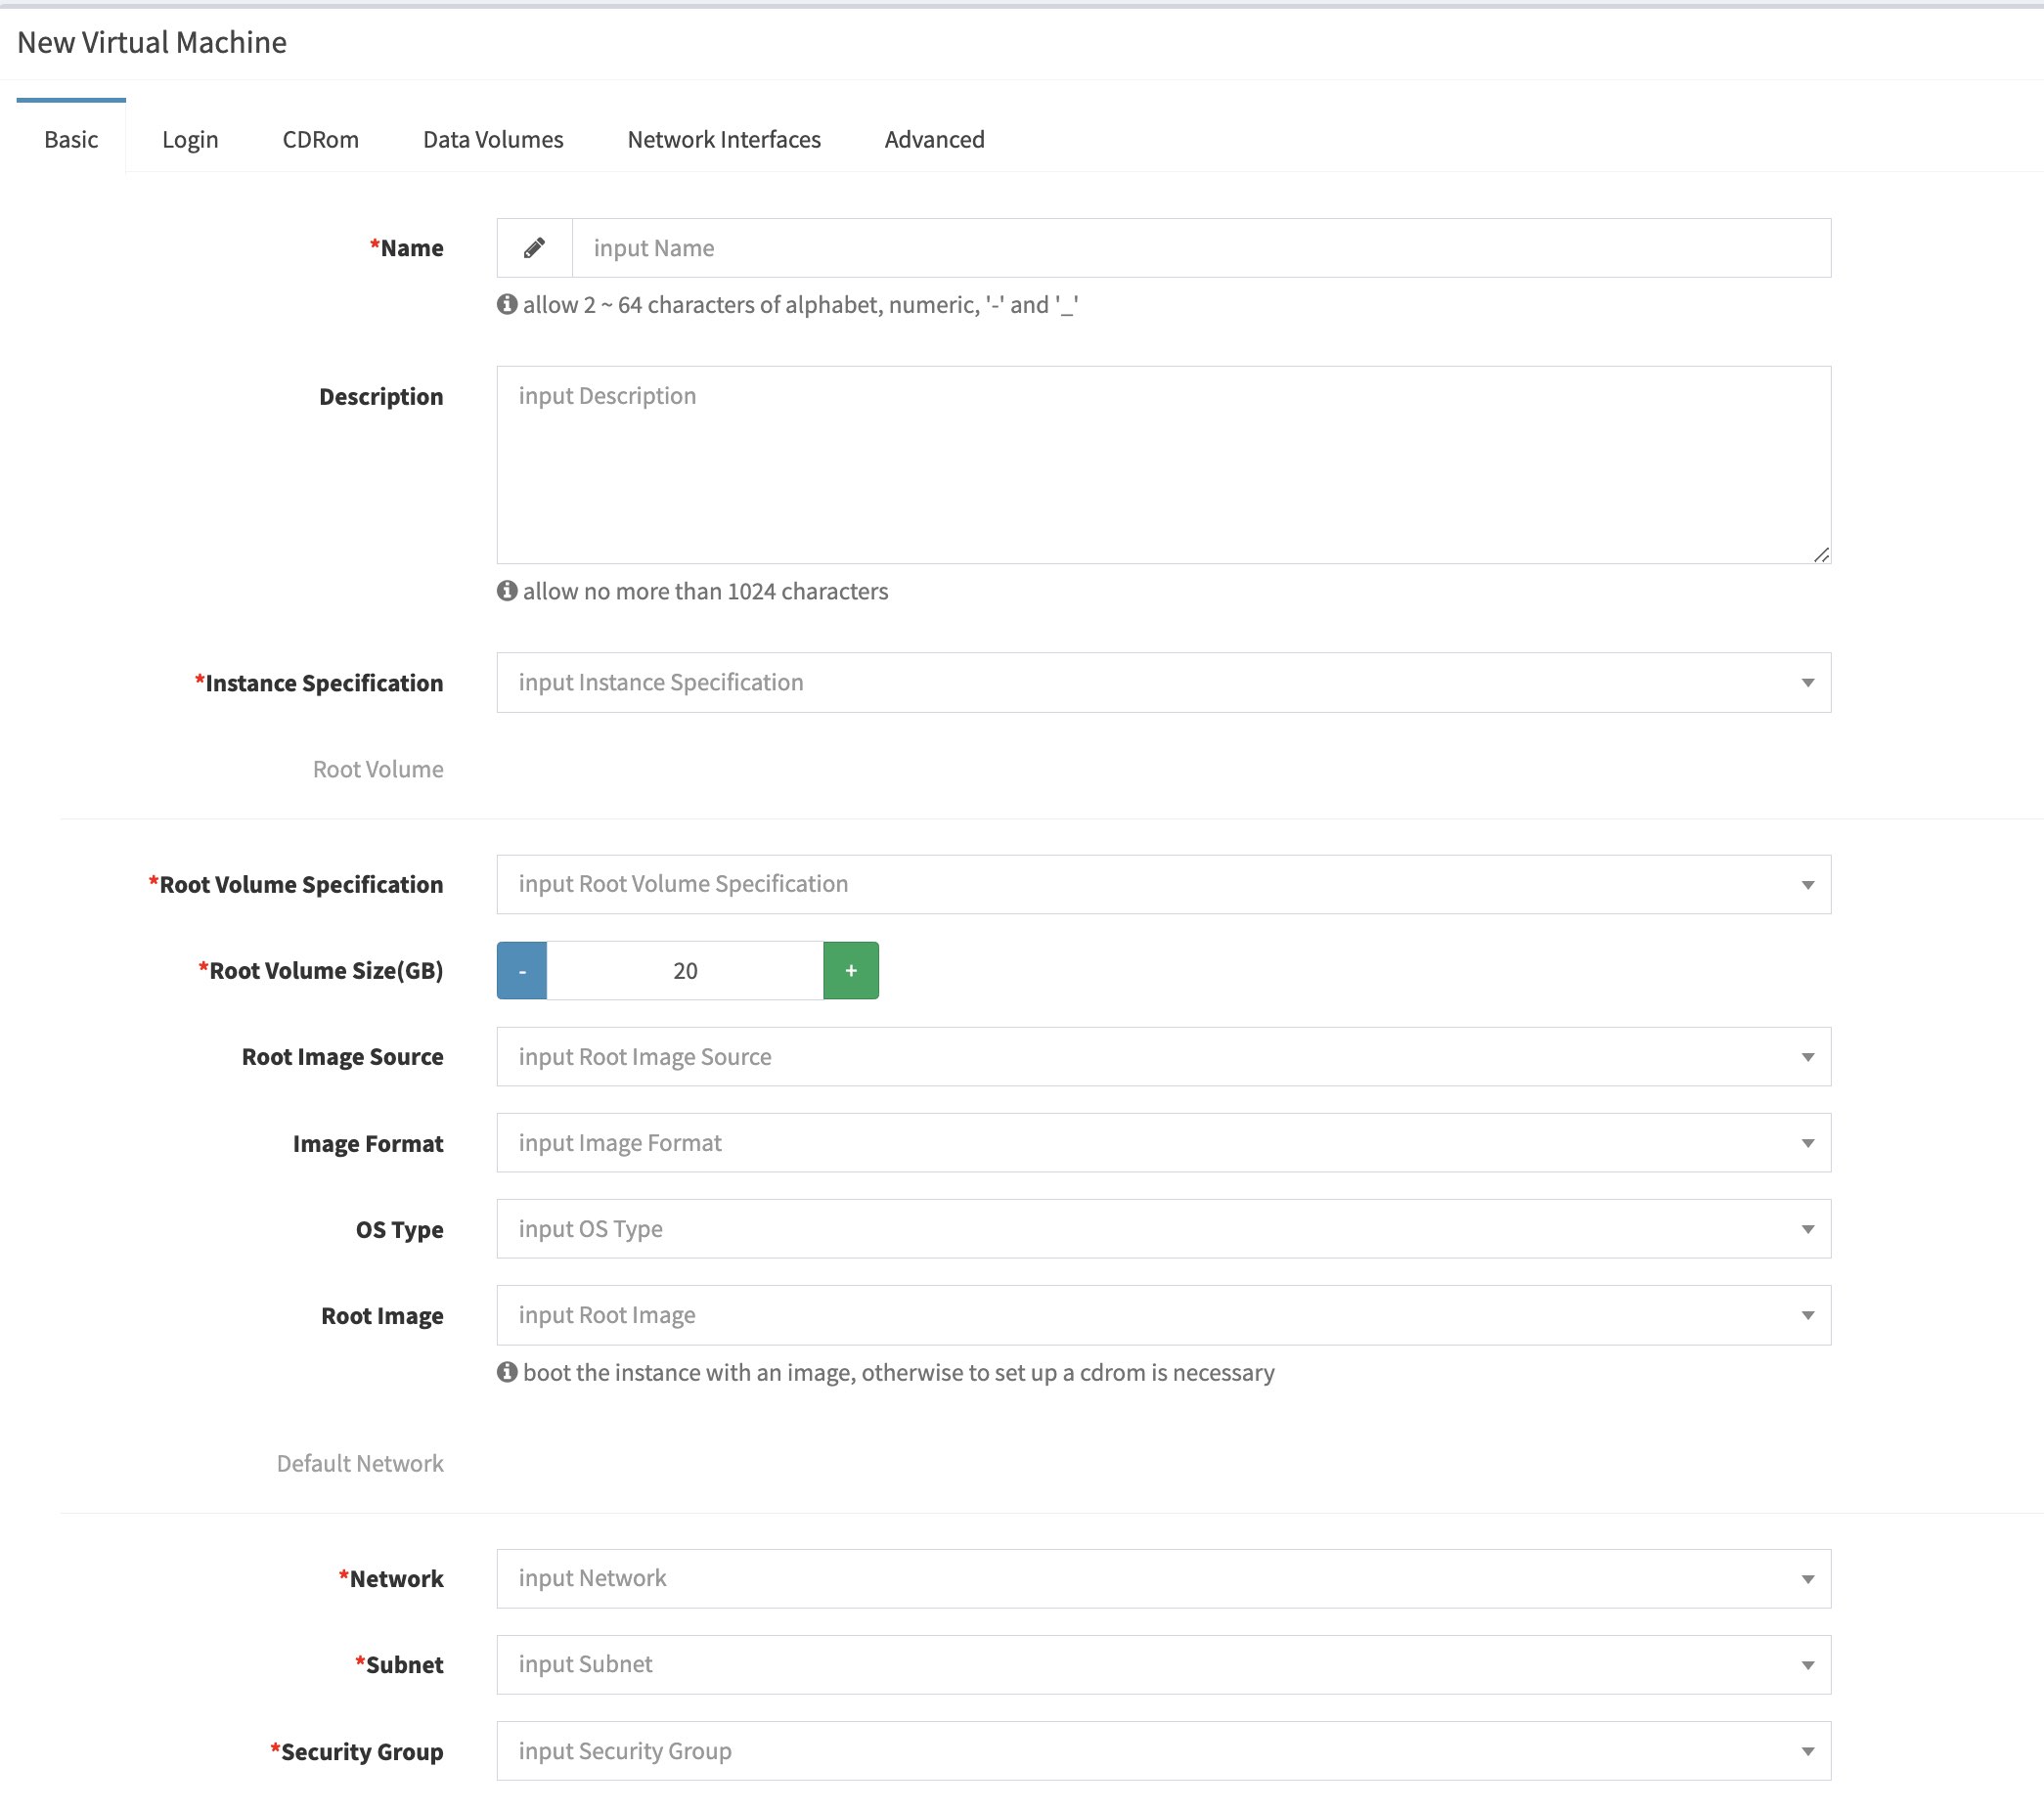 New Virtual Machine
Basic Login CDRom Data Volumes Network Interfaces Advanced
*Name input Name
allow 2 ~ 64 characters of alphabet, numeric, '-' and '_'
Description input Description
allow no more than 1024 characters
*Instance Specification input Instance Specification
Root Volume
*Root Volume Specification input Root Volume Specification
*Root Volume Size(GB) - 20 +
Root Image Source input Root Image Source
Image Format input Image Format
OS Type input OS Type
Root Image input Root Image
boot the instance with an image, otherwise to set up a cdrom is necessary
Default Network
*Network input Network
*Subnet input Subnet
*Security Group input Security Group